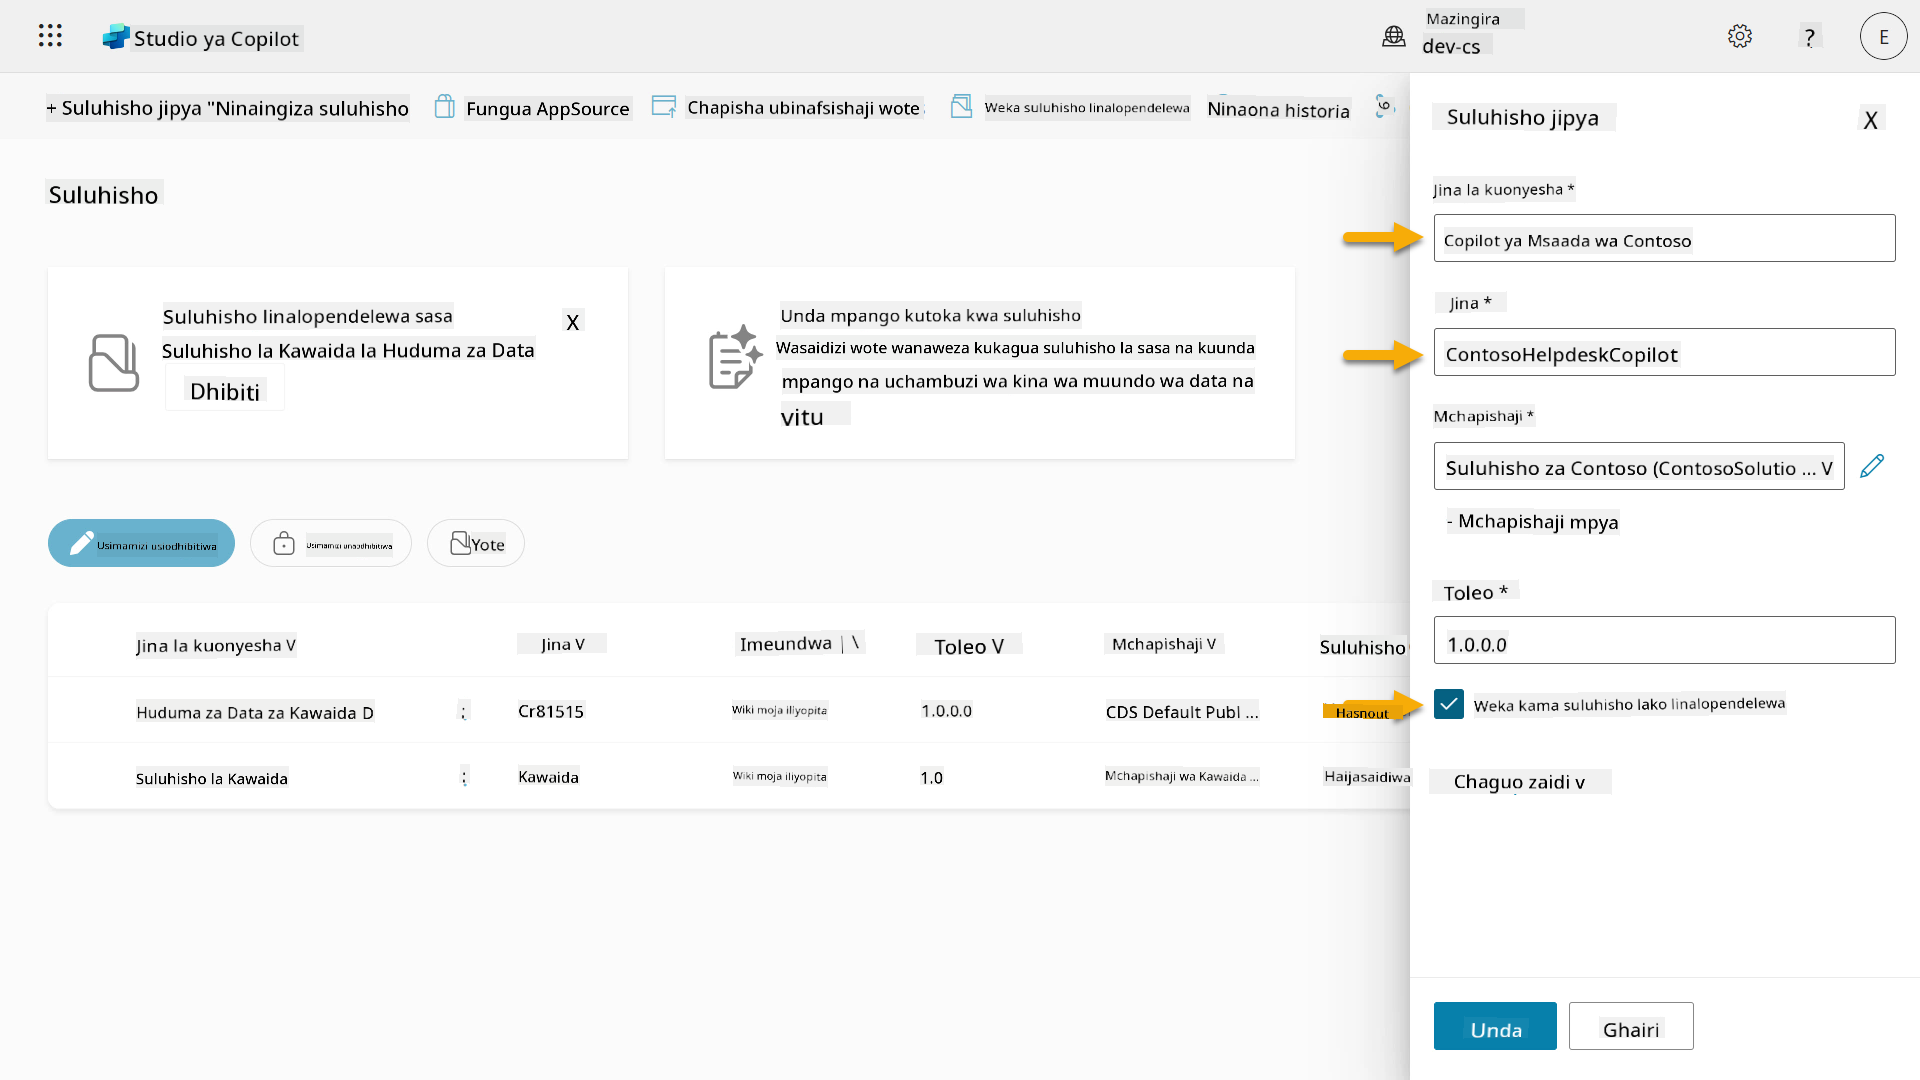 Studio ya Copilot
Mazingira
dev-cs
?
E
+ Suluhisho jipya "Ninaingiza suluhisho
Fungua AppSource
Chapisha ubinafsishaji wote
Weka suluhisho linalopendelewa
Ninaona historia
Suluhisho
Suluhisho linalopendelewa sasa
X
Suluhisho la Kawaida la Huduma za Data
Dhibiti
Unda mpango kutoka kwa suluhisho
Wasaidizi wote wanaweza kukagua suluhisho la sasa na kuunda
mpango na uchambuzi wa kina wa muundo wa data na
vitu
Usimamizi usiodhibitiwa
Usimamizi unaodhibitiwa
Yote
Jina la kuonyesha V
Jina V
Imeundwa | \
Toleo V
Mchapishaji V
Suluhisho
Huduma za Data za Kawaida D
:
Cr81515
Wiki moja iliyopita
1.0.0.0
CDS Default Publ ...
Hasnout
Suluhisho la Kawaida
:
Kawaida
Wiki moja iliyopita
1.0
Mchapishaji wa Kawaida ...
Haijasaidiwa
Suluhisho jipya
X
Jina la kuonyesha *
Copilot ya Msaada wa Contoso
Jina *
ContosoHelpdeskCopilot
Mchapishaji *
Suluhisho za Contoso (ContosoSolutio ... V
- Mchapishaji mpya
Toleo *
1.0.0.0
Weka kama suluhisho lako linalopendelewa
Chaguo zaidi v
Unda
Ghairi